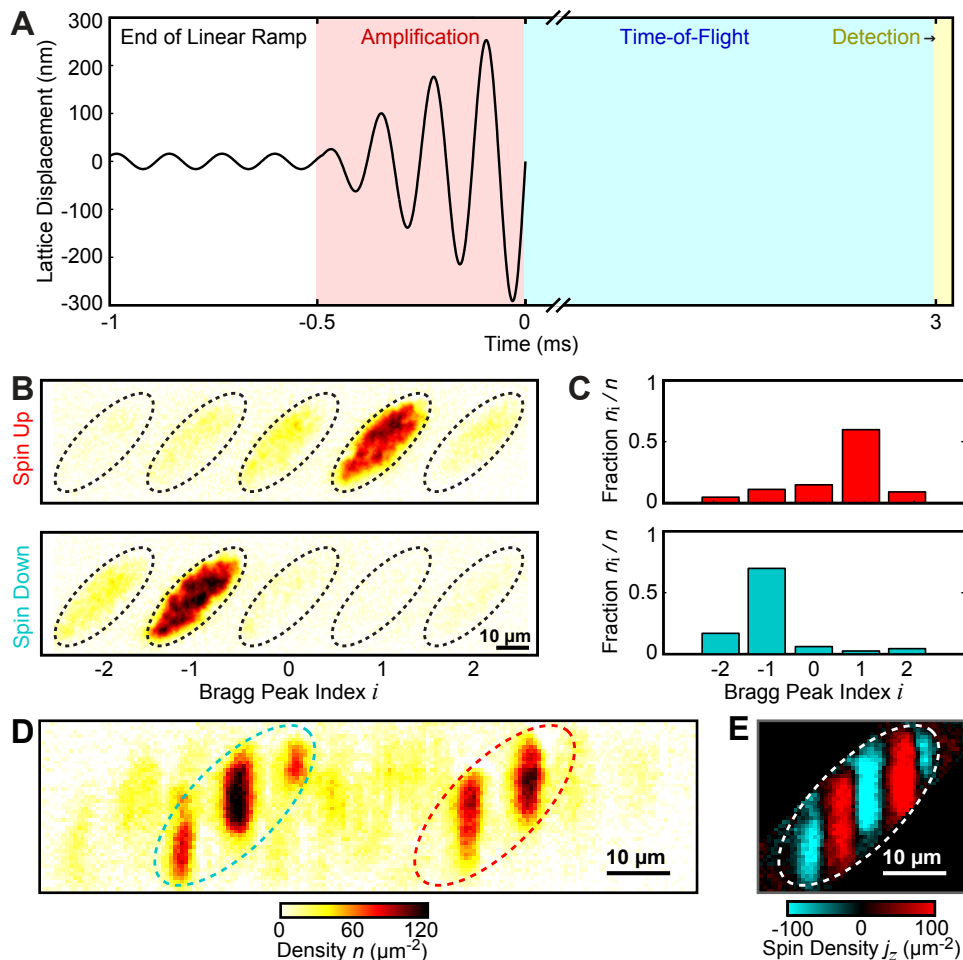 A
End of Linear Ramp
Amplification
Time-of-Flight
Detection→
Lattice Displacement (nm)
300
200
100
0
-100
-200
-300
-1
-0.5
0
3
Time (ms)
B
Spin Up
Spin Down
10 µm
-2
-1
0
1
2
Bragg Peak Index i
C
Fraction nᵢ / n
1
0.5
0
Fraction nᵢ / n
1
0.5
0
-2
-1
0
1
2
Bragg Peak Index i
D
10 µm
0
60
120
Density n (µm⁻²)
E
10 µm
-100
0
100
Spin Density j_z (µm⁻²)